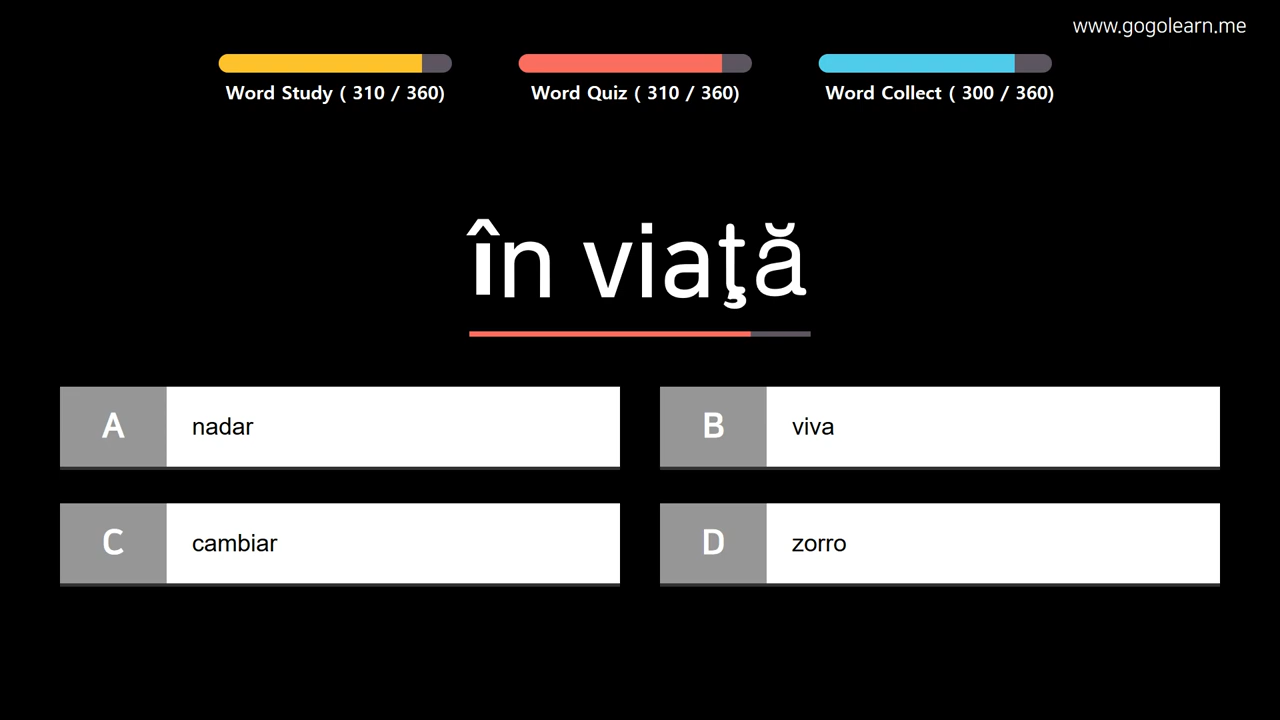 www.gogolearn.me
Word Study ( 310 / 360)
Word Quiz ( 310 / 360)
Word Collect ( 300 / 360)
în viaţă
A nadar
B viva
C cambiar
D zorro